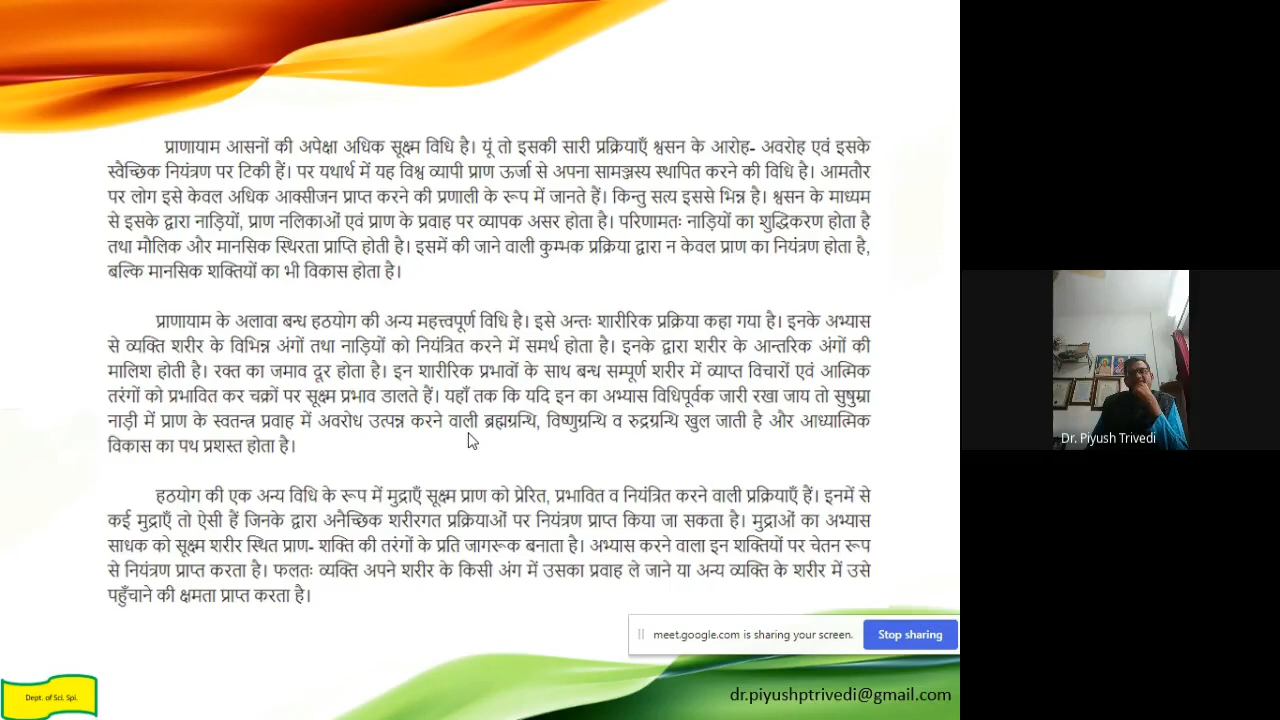 प्राणायाम आसनों की अपेक्षा अधिक सूक्ष्म विधि है। यूं तो इसकी सारी प्रक्रियाएँ श्वसन के आरोह- अवरोह एवं इसके
स्वैच्छिक नियंत्रण पर टिकी हैं। पर यथार्थ में यह विश्व व्यापी प्राण ऊर्जा से अपना सामञ्जस्य स्थापित करने की विधि है। आमतौर
पर लोग इसे केवल अधिक आक्सीजन प्राप्त करने की प्रणाली के रूप में जानते हैं। किन्तु सत्य इससे भिन्न है। श्वसन के माध्यम
से इसके द्वारा नाड़ियों, प्राण नलिकाओं एवं प्राण के प्रवाह पर व्यापक असर होता है। परिणामतः नाड़ियों का शुद्धिकरण होता है
तथा मौलिक और मानसिक स्थिरता प्राप्ति होती है। इसमें की जाने वाली कुम्भक प्रक्रिया द्वारा न केवल प्राण का नियंत्रण होता है,
बल्कि मानसिक शक्तियों का भी विकास होता है।
प्राणायाम के अलावा बन्ध हठयोग की अन्य महत्त्वपूर्ण विधि है। इसे अन्तः शारीरिक प्रक्रिया कहा गया है। इनके अभ्यास
से व्यक्ति शरीर के विभिन्न अंगों तथा नाड़ियों को नियंत्रित करने में समर्थ होता है। इनके द्वारा शरीर के आन्तरिक अंगों की
मालिश होती है। रक्त का जमाव दूर होता है। इन शारीरिक प्रभावों के साथ बन्ध सम्पूर्ण शरीर में व्याप्त विचारों एवं आत्मिक
तरंगों को प्रभावित कर चक्रों पर सूक्ष्म प्रभाव डालते हैं। यहाँ तक कि यदि इन का अभ्यास विधिपूर्वक जारी रखा जाय तो सुषुम्रा
नाड़ी में प्राण के स्वतन्त्र प्रवाह में अवरोध उत्पन्न करने वाली ब्रह्मग्रन्थि, विष्णुग्रन्थि व रुद्रग्रन्थि खुल जाती है और आध्यात्मिक
विकास का पथ प्रशस्त होता है।
हठयोग की एक अन्य विधि के रूप में मुद्राएँ सूक्ष्म प्राण को प्रेरित, प्रभावित व नियंत्रित करने वाली प्रक्रियाएँ हैं। इनमें से
कई मुद्राएँ तो ऐसी हैं जिनके द्वारा अनैच्छिक शरीरगत प्रक्रियाओं पर नियंत्रण प्राप्त किया जा सकता है। मुद्राओं का अभ्यास
साधक को सूक्ष्म शरीर स्थित प्राण- शक्ति की तरंगों के प्रति जागरूक बनाता है। अभ्यास करने वाला इन शक्तियों पर चेतन रूप
से नियंत्रण प्राप्त करता है। फलतः व्यक्ति अपने शरीर के किसी अंग में उसका प्रवाह ले जाने या अन्य व्यक्ति के शरीर में उसे
पहुँचाने की क्षमता प्राप्त करता है।
meet.google.com is sharing your screen.
Stop sharing
Dept. of Sci. Spi.
dr.piyushptrivedi@gmail.com
Dr. Piyush Trivedi